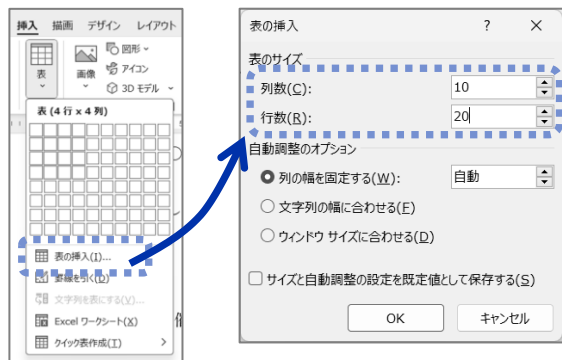 挿入 描画 デザイン レイアウト
表
画像
図形
アイコン
3D モデル
表 (4 行 x 4 列)
表の挿入(I)...
罫線を引く(D)
文字列を表にする(V)...
Excel ワークシート(X)
クイック表作成(T)
表の挿入 ?
表のサイズ
列数(C): 10
行数(R): 20
自動調整のオプション
列の幅を固定する(W): 自動
文字列の幅に合わせる(F)
ウィンドウ サイズに合わせる(D)
サイズと自動調整の設定を既定値として保存する(S)
OK キャンセル